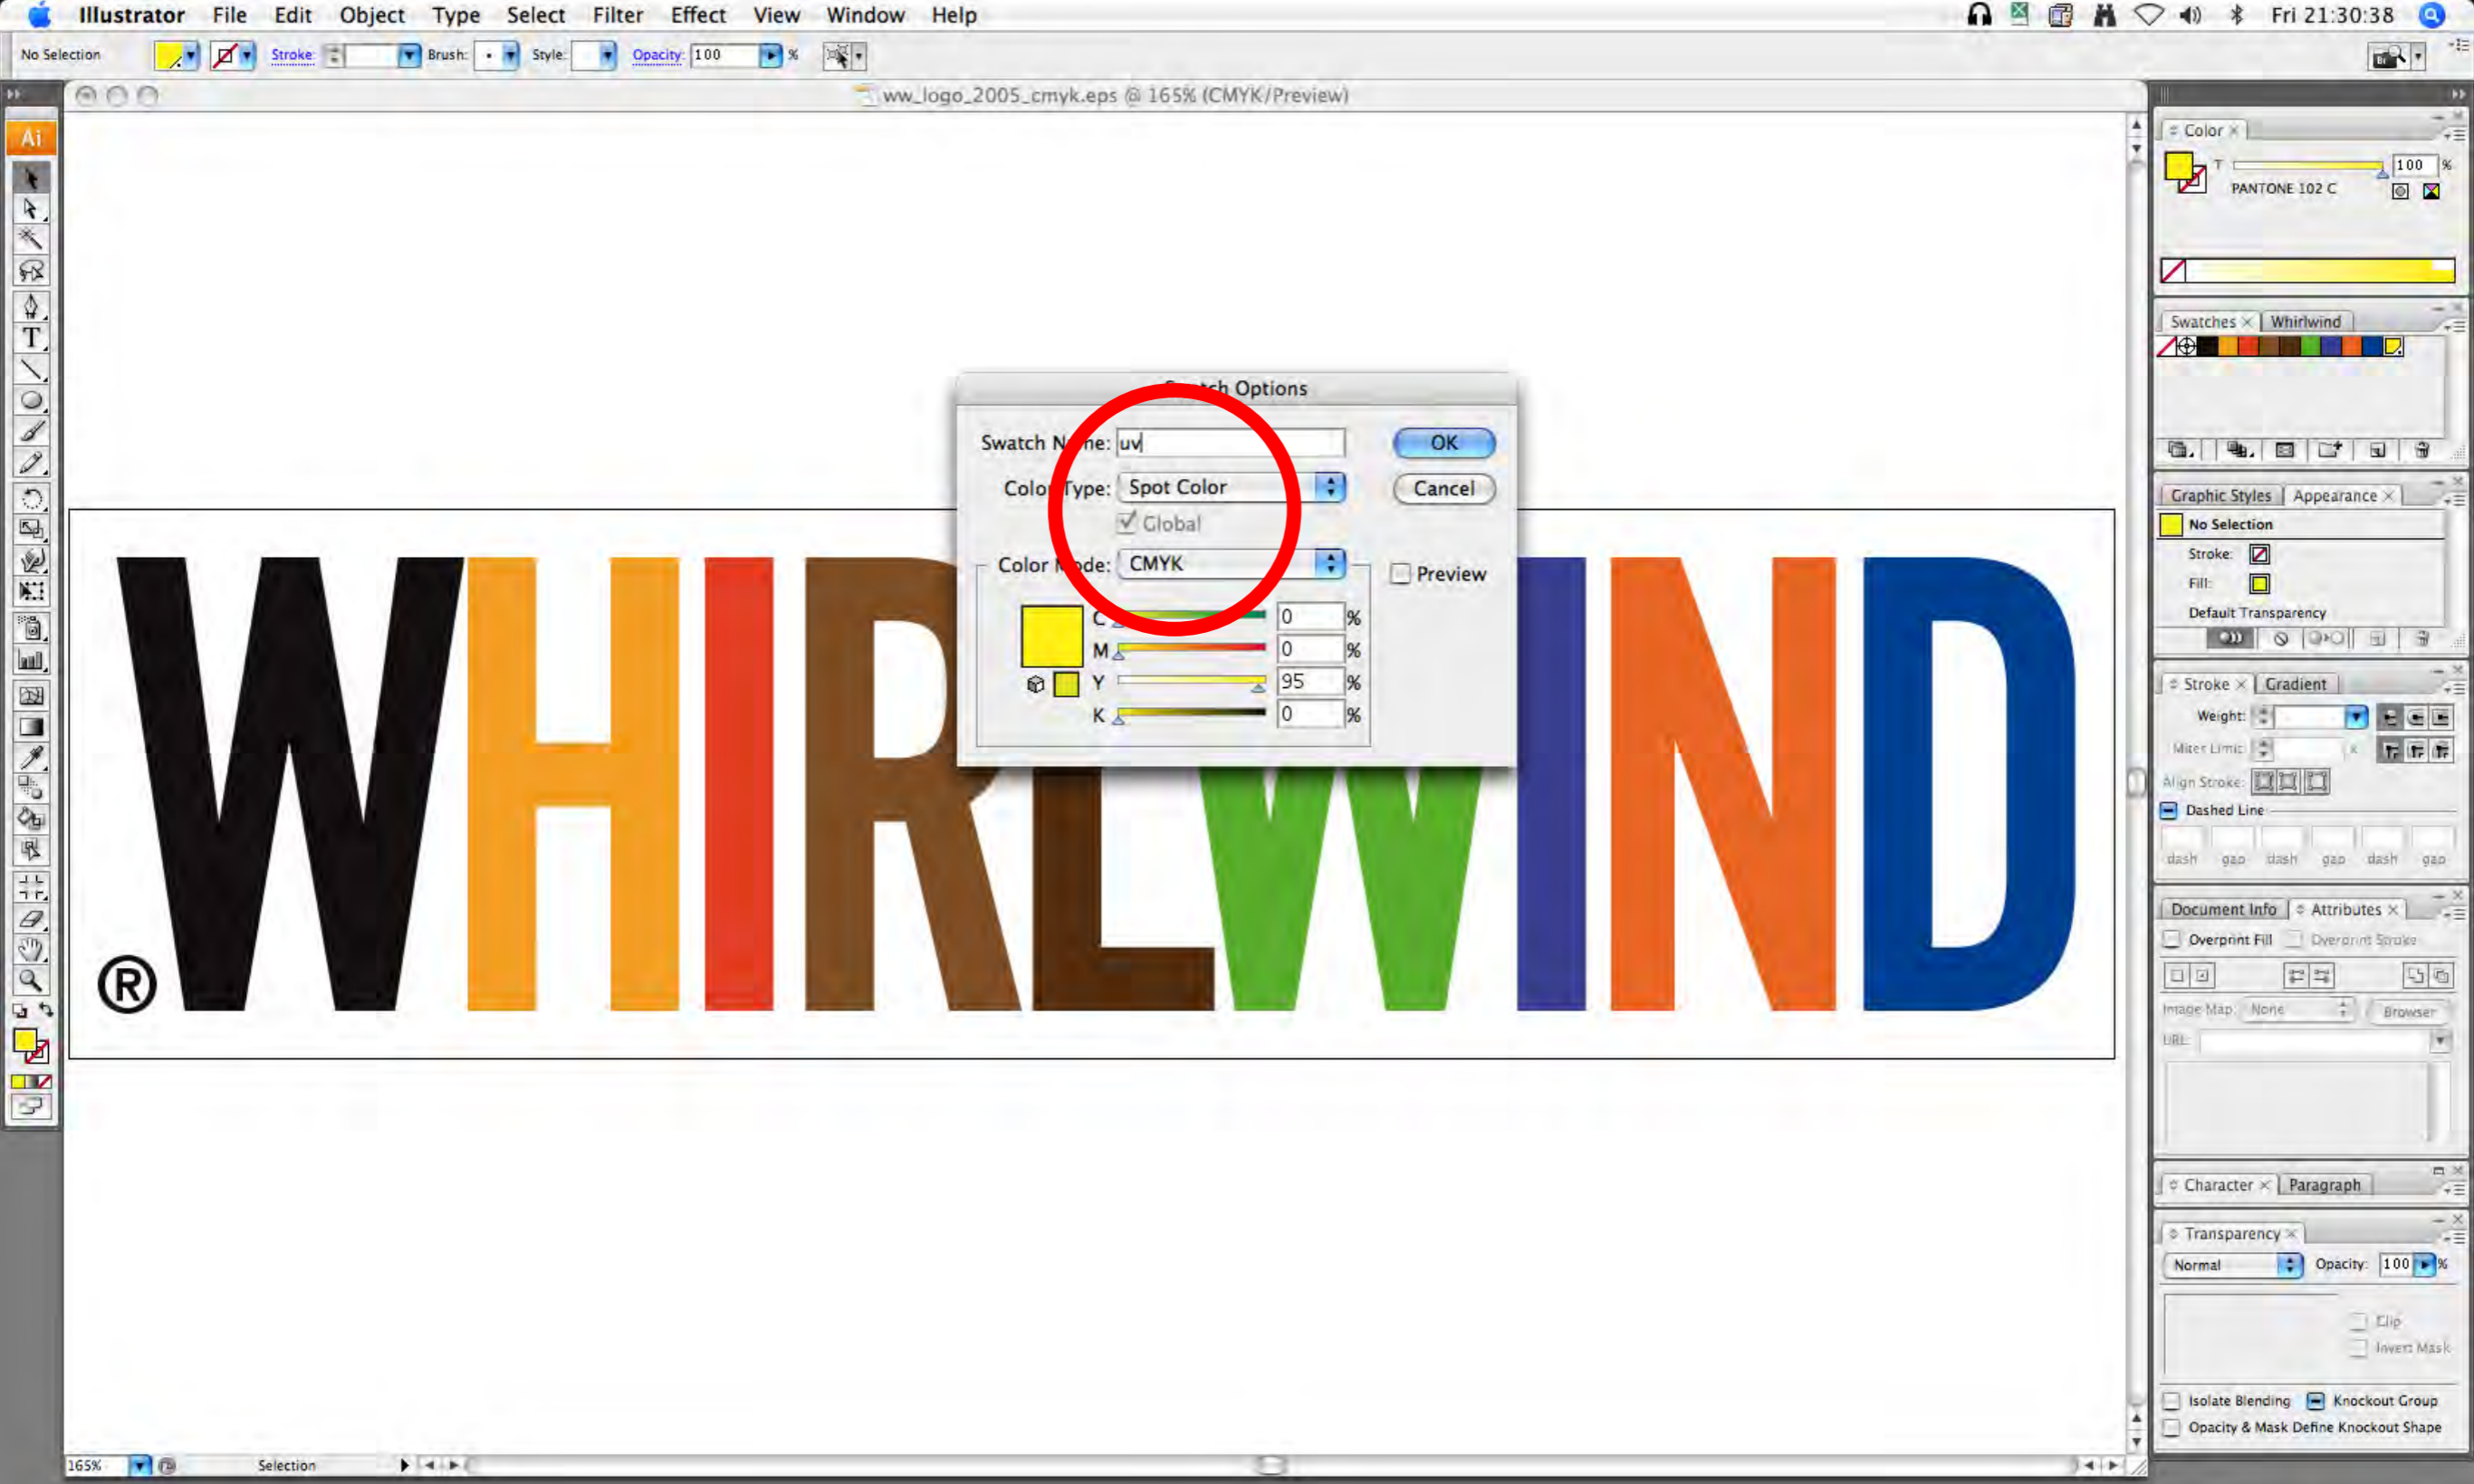 Illustrator File Edit Object Type Select Filter Effect View Window Help
Fri 21:30:38
No Selection Stroke: Brush: Style: Opacity: 100 %
ww_logo_2005_cmyk.eps @ 165% (CMYK/Preview)
Ai
Color
T 100 %
PANTONE 102 C
Swatches Whirlwind
Swatch Options
Swatch Name: uv OK
Color Type: Spot Color Cancel
Global
Color Mode: CMYK Preview
C 0 %
M 0 %
Y 95 %
K 0 %
WHIRLWIND
®
Graphic Styles Appearance
No Selection
Stroke:
Fill:
Default Transparency
Stroke Gradient
Weight:
Miter Limit: x
Align Stroke:
Dashed Line
dash gap dash gap dash gap
Document Info Attributes
Overprint Fill Overprint Stroke
Image Map: None Browser
URL:
Character Paragraph
Transparency
Normal Opacity: 100 %
Clip
Invert Mask
Isolate Blending Knockout Group
Opacity & Mask Define Knockout Shape
165% Selection